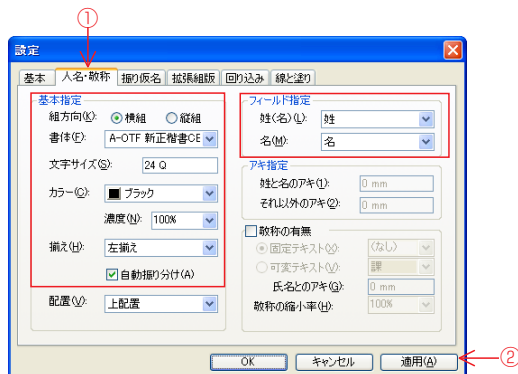 ①
設定
基本 人名・敬称 振り仮名 拡張組版 回り込み 線と塗り
基本指定
組方向(K): 横組 縦組
書体(F): A-OTF 新正楷書CE
文字サイズ(S): 24 Q
カラー(C): ブラック
濃度(N): 100%
揃え(H): 左揃え
自動振り分け(A)
配置(V): 上配置
フィールド指定
姓(名)(L): 姓
名(M): 名
アキ指定
姓と名のアキ(1): 0 mm
それ以外のアキ(2): 0 mm
敬称の有無
固定テキスト(X): (なし)
可変テキスト(V): 課
氏名とのアキ(G): 0 mm
敬称の縮小率(R): 100%
OK キャンセル 適用(A)
②